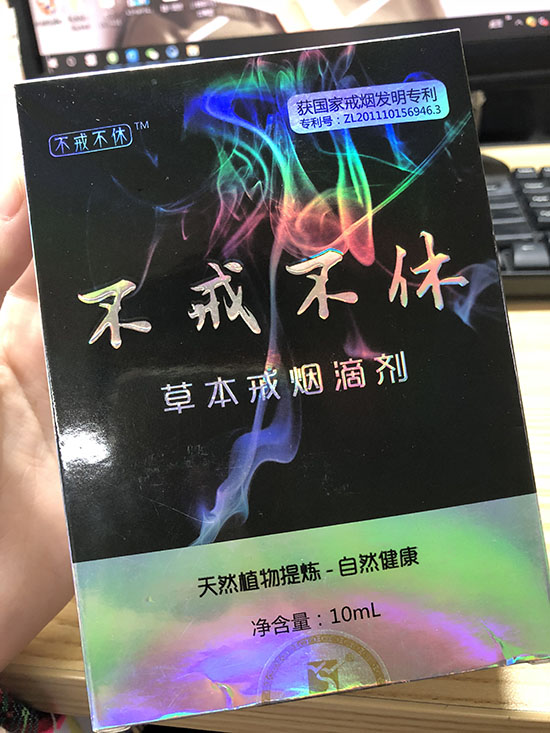 获国家戒烟发明专利
专利号：ZL201110156946.3
不戒不休™
不戒不休
草本戒烟滴剂
天然植物提炼-自然健康
净含量：10mL